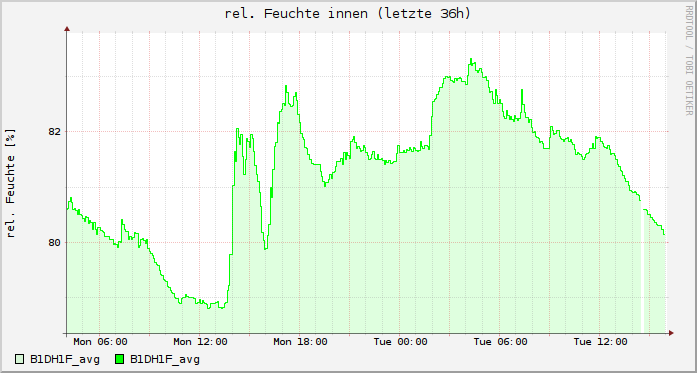 rel. Feuchte innen (letzte 36h)
RRDTOOL / TOBI OETIKER
rel. Feuchte [%]
82
80
Mon 06:00 Mon 12:00 Mon 18:00 Tue 00:00 Tue 06:00 Tue 12:00
B1DH1F_avg B1DH1F_avg